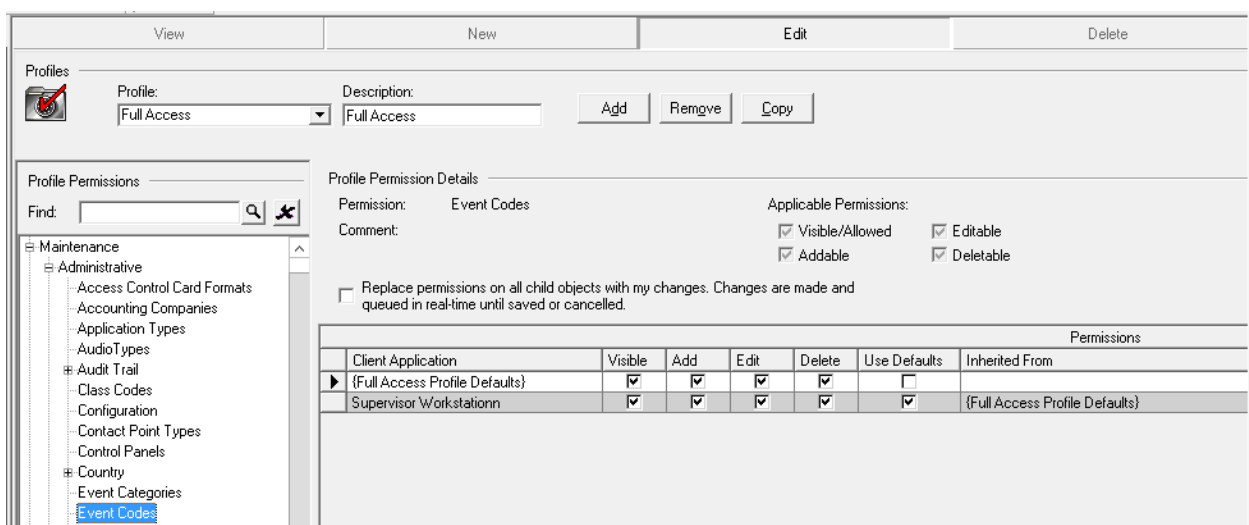 View New Edit Delete
Profiles
Profile: Description:
Full Access Full Access Add Remove Copy
Profile Permissions Profile Permission Details
Find: Permission: Event Codes Applicable Permissions:
Comment: Visible/Allowed Editable
Addable Deletable
Maintenance
Administrative
Access Control Card Formats
Accounting Companies
Application Types
AudioTypes
Audit Trail
Class Codes
Configuration
Contact Point Types
Control Panels
Country
Event Categories
Event Codes
Replace permissions on all child objects with my changes. Changes are made and
queued in real-time until saved or cancelled.
Permissions
Client Application Visible Add Edit Delete Use Defaults Inherited From
{Full Access Profile Defaults}
Supervisor Workstationn {Full Access Profile Defaults}